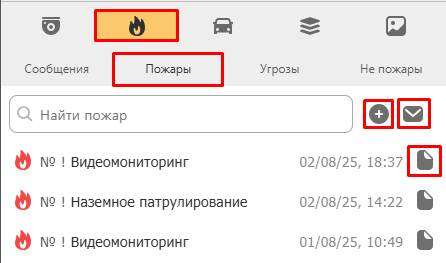 Сообщения Пожары Угрозы Не пожары
Найти пожар
№ ! Видеомониторинг 02/08/25, 18:37
№ ! Наземное патрулирование 02/08/25, 14:22
№ ! Видеомониторинг 01/08/25, 10:49